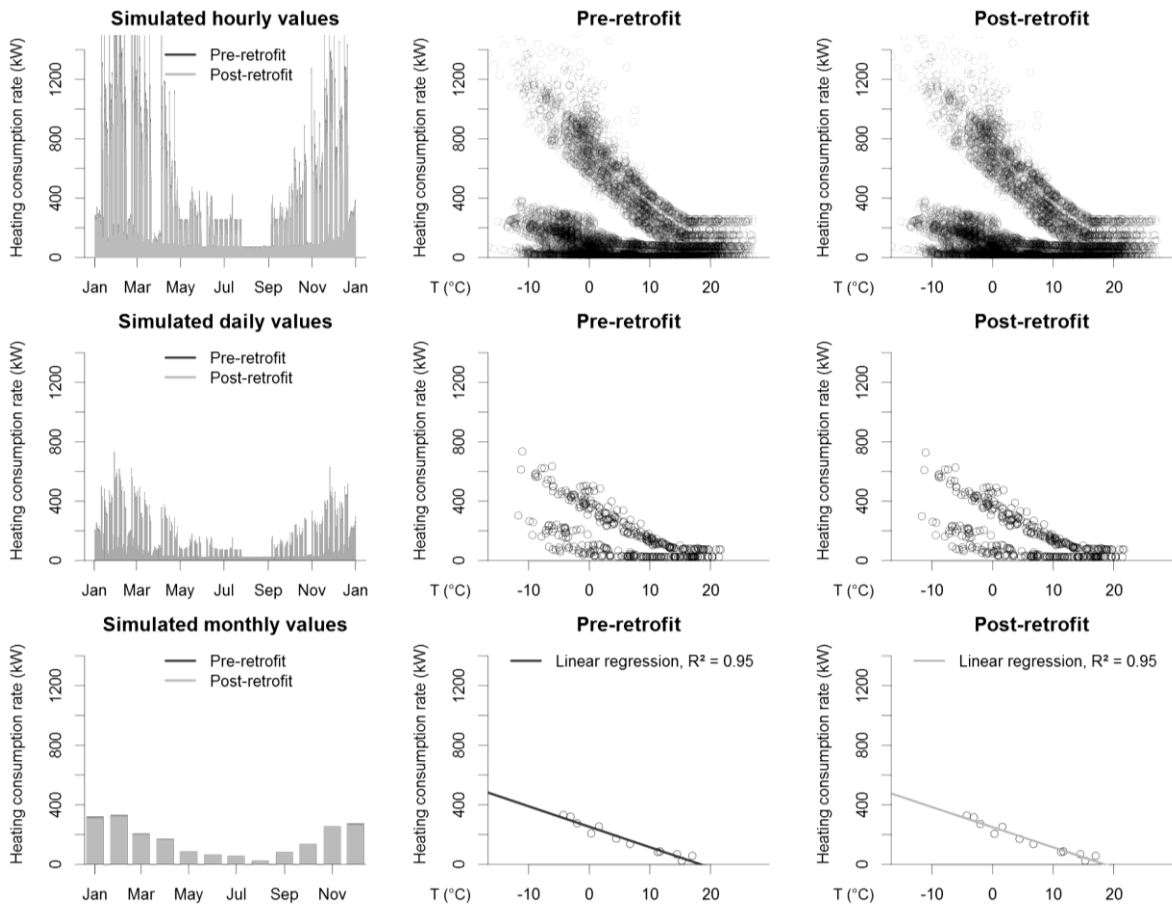 Simulated hourly values
Pre-retrofit
Post-retrofit
Heating consumption rate (kW)
0 400 800 1200
Jan Mar May Jul Sep Nov Jan
Pre-retrofit
Heating consumption rate (kW)
0 400 800 1200
T (°C) -10 0 10 20
Post-retrofit
Heating consumption rate (kW)
0 400 800 1200
T (°C) -10 0 10 20
Simulated daily values
Pre-retrofit
Post-retrofit
Heating consumption rate (kW)
0 400 800 1200
Jan Mar May Jul Sep Nov Jan
Pre-retrofit
Heating consumption rate (kW)
0 400 800 1200
T (°C) -10 0 10 20
Post-retrofit
Heating consumption rate (kW)
0 400 800 1200
T (°C) -10 0 10 20
Simulated monthly values
Pre-retrofit
Post-retrofit
Heating consumption rate (kW)
0 400 800 1200
Jan Mar May Jul Sep Nov
Pre-retrofit
Linear regression, R² = 0.95
Heating consumption rate (kW)
0 400 800 1200
T (°C) -10 0 10 20
Post-retrofit
Linear regression, R² = 0.95
Heating consumption rate (kW)
0 400 800 1200
T (°C) -10 0 10 20